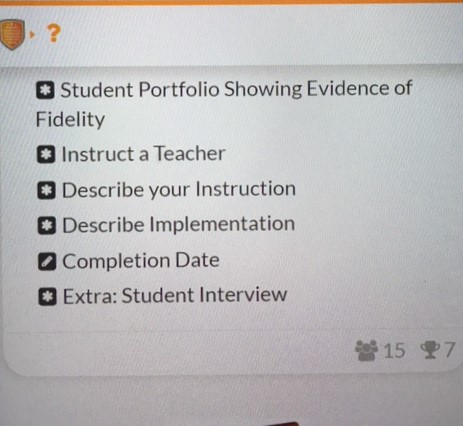 ?
Student Portfolio Showing Evidence of
Fidelity
Instruct a Teacher
Describe your Instruction
Describe Implementation
Completion Date
Extra: Student Interview
15 7